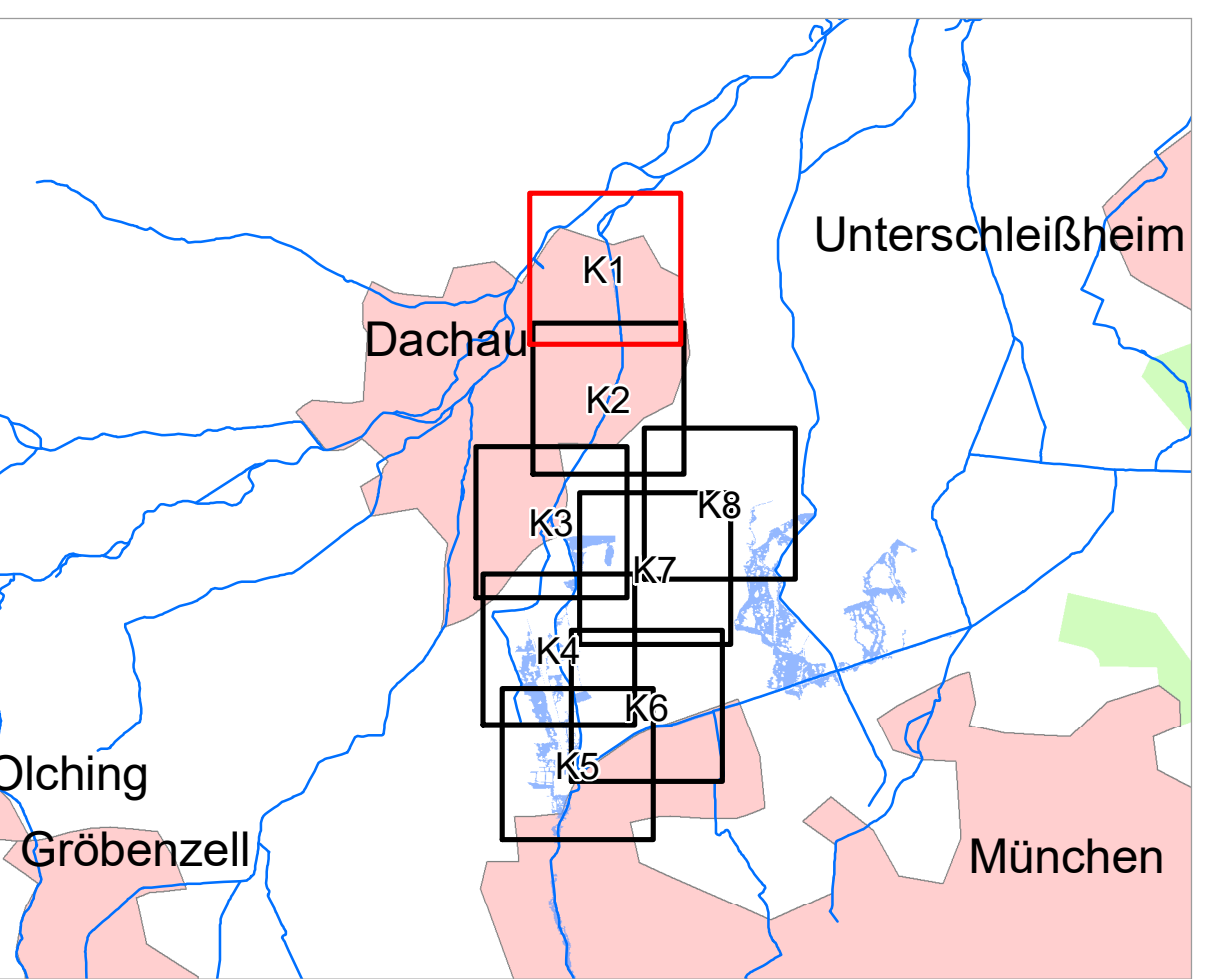 Unterschleißheim
K1
Dachau
K2
K8
K3
K7
K4
K6
K5
Olching
Gröbenzell
München